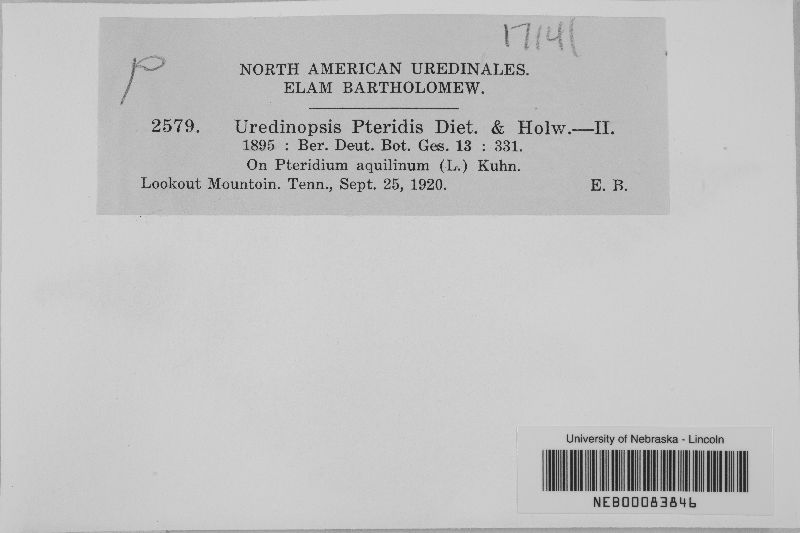 17141
p
NORTH AMERICAN UREDINALES.
ELAM BARTHOLOMEW.
2579. Uredinopsis Pteridis Diet. & Holw.—II.
1895 : Ber. Deut. Bot. Ges. 13 : 331.
On Pteridium aquilinum (L.) Kuhn.
Lookout Mountoin. Tenn., Sept. 25, 1920. E. B.
University of Nebraska - Lincoln
NEB00083846